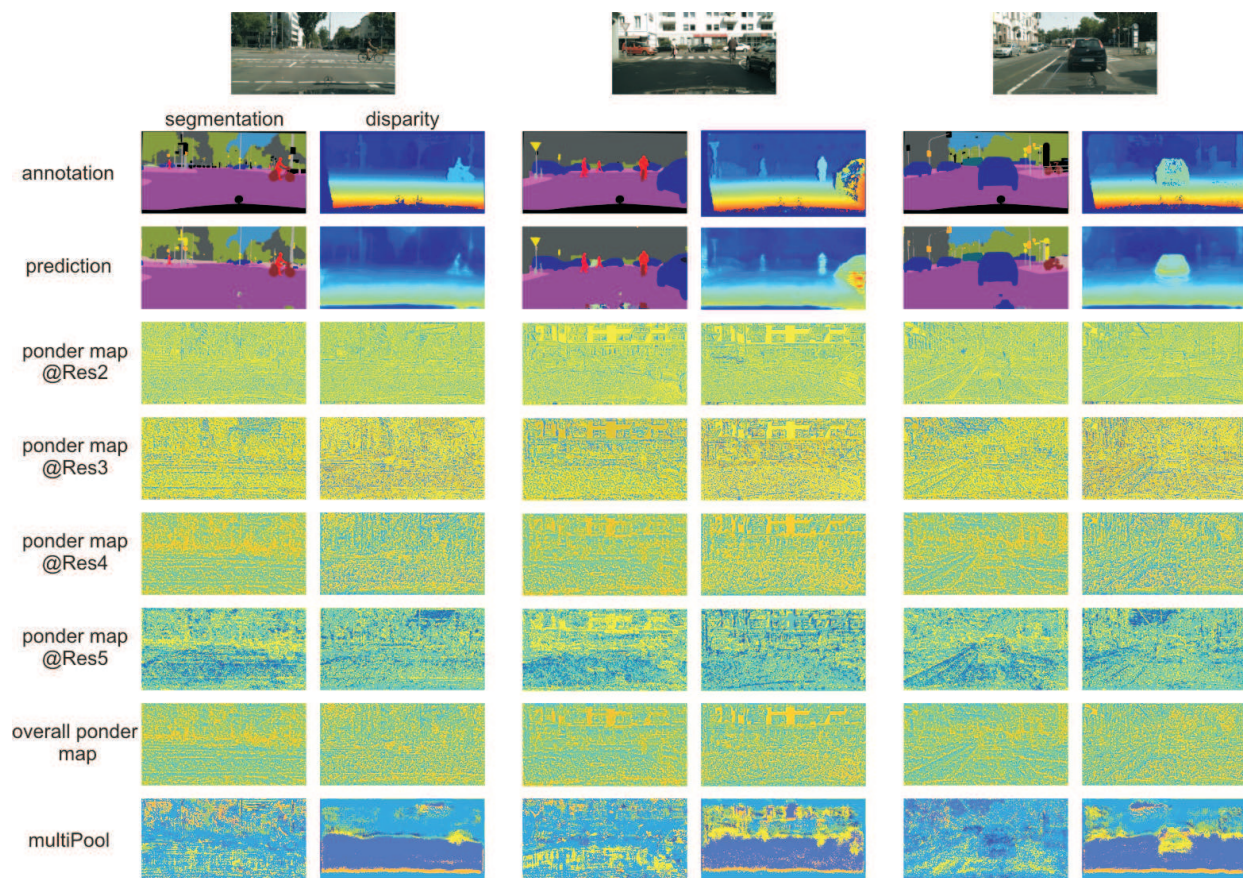 segmentation disparity
annotation
prediction
ponder map
@Res2
ponder map
@Res3
ponder map
@Res4
ponder map
@Res5
overall ponder
map
multiPool